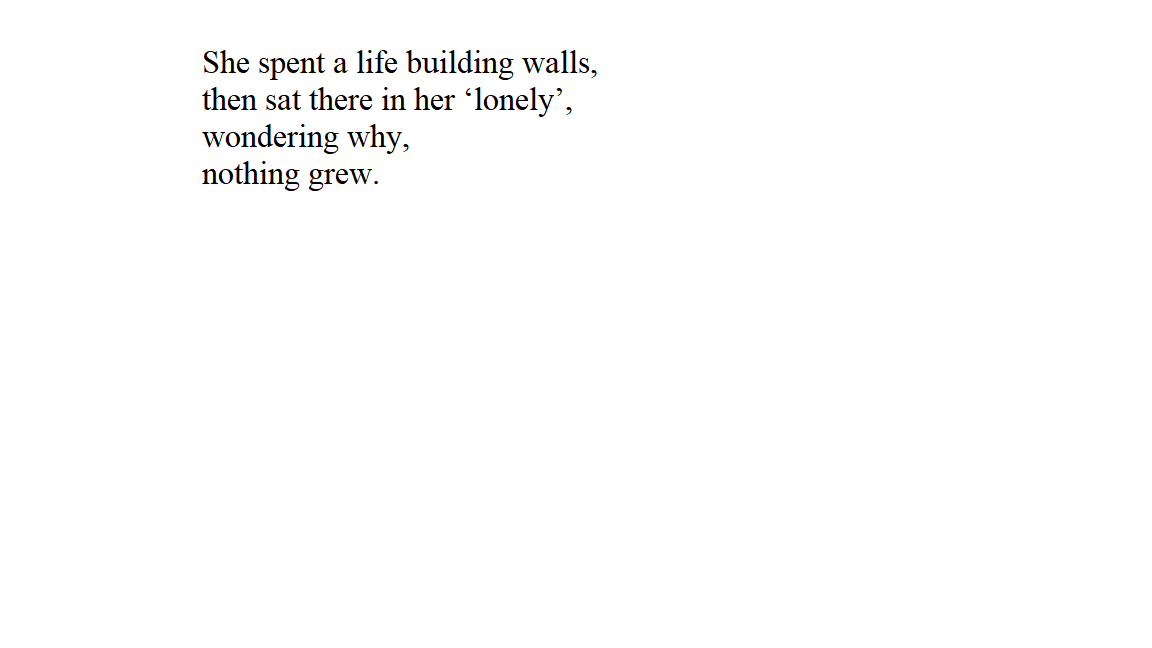 She spent a life building walls,
then sat there in her ‘lonely’,
wondering why,
nothing grew.